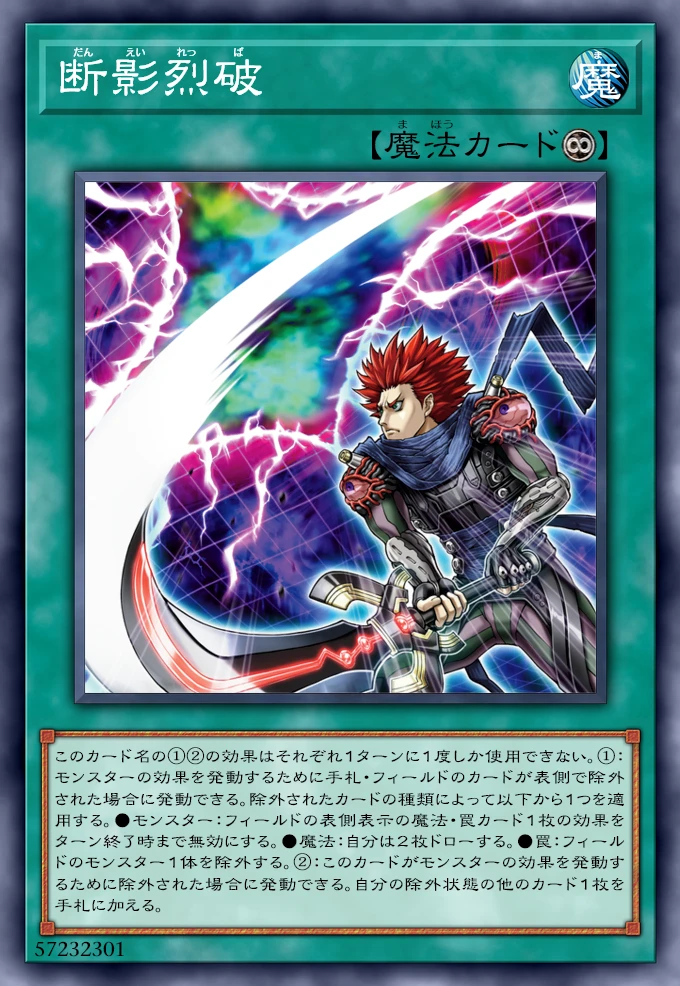 だん えい れっ ぱ
断影烈破
ま
魔
ま ほう
【魔法カード】
このカード名の①②の効果はそれぞれ1ターンに1度しか使用できない。①:
モンスターの効果を発動するために手札・フィールドのカードが表側で除外
された場合に発動できる。除外されたカードの種類によって以下から1つを適
用する。●モンスター:フィールドの表側表示の魔法・罠カード1枚の効果を
ターン終了時まで無効にする。●魔法:自分は2枚ドローする。●罠:フィール
ドのモンスター1体を除外する。②:このカードがモンスターの効果を発動す
るために除外された場合に発動できる。自分の除外状態の他のカード1枚を
手札に加える。
57232301